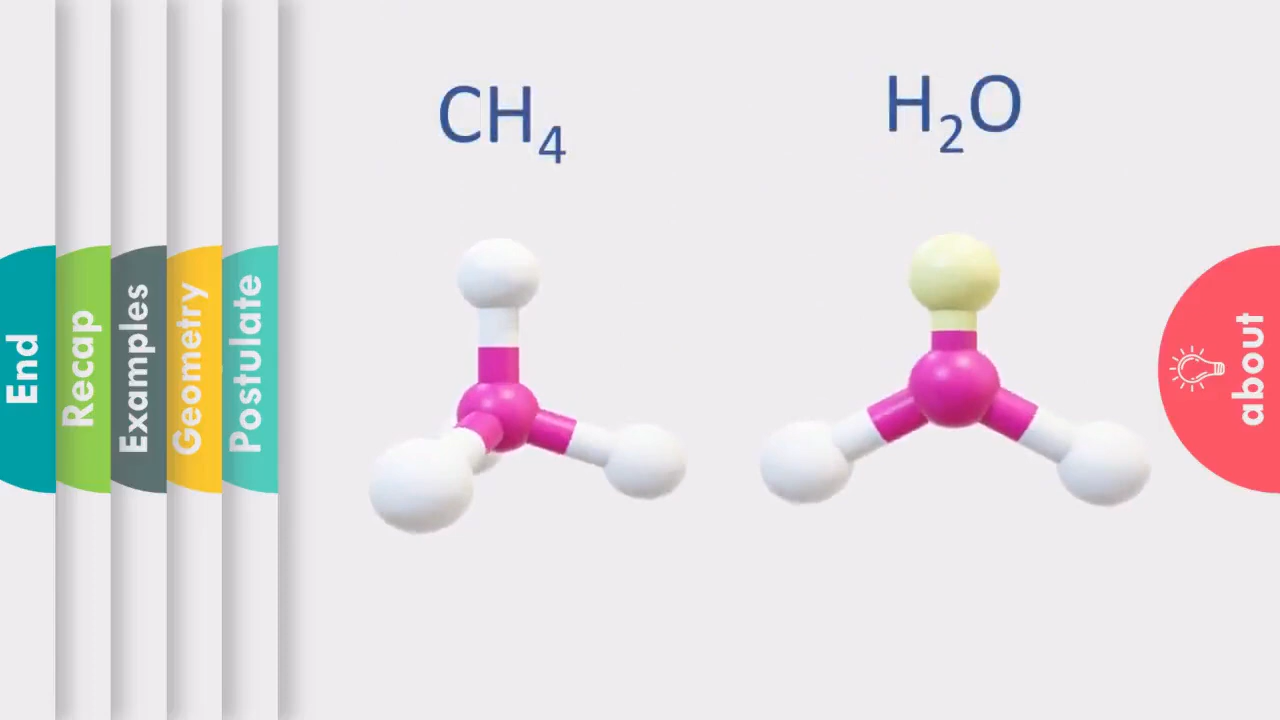 CH₄
H₂O
End
Recap
Examples
Geometry
Postulate
about